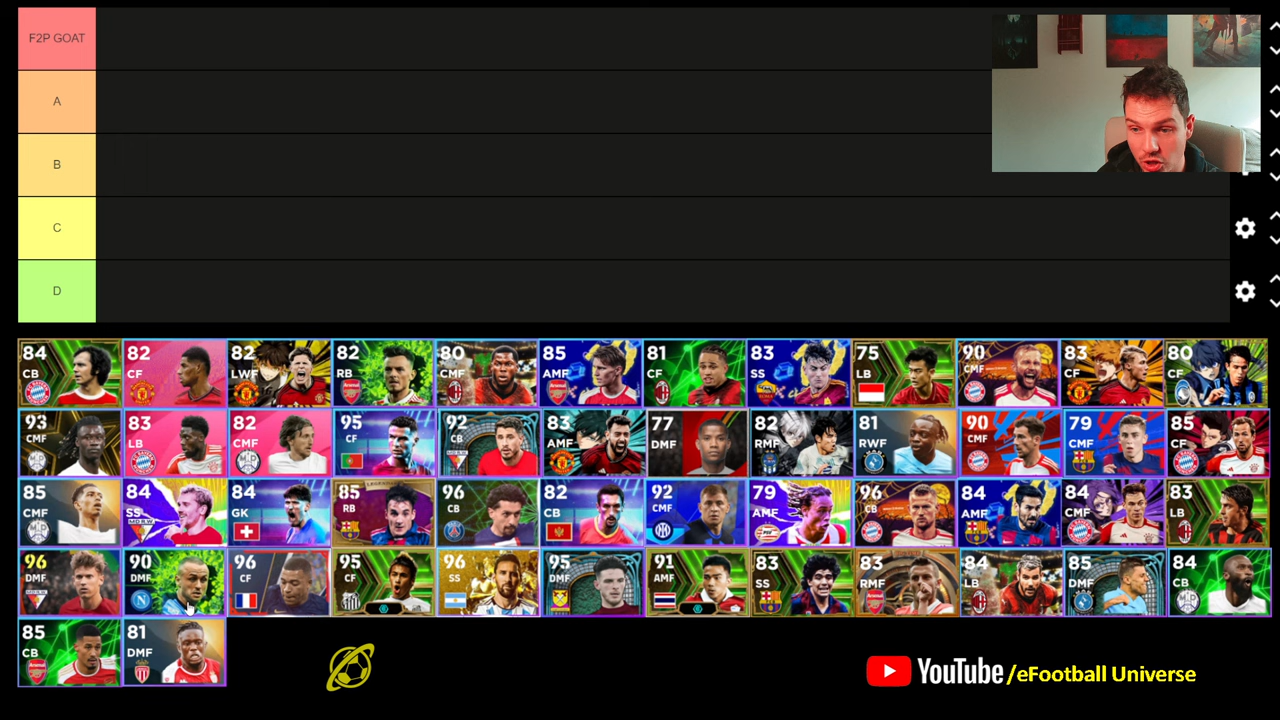 F2P GOAT
A
B
C
D
84 CB
82 CF
82 LWF
82 RB
80 CMF
85 AMF
81 CF
83 SS
75 LB
90 CMF
83 CF
80 CF
93 CMF
83 LB
82 CMF
95 CF
92 CB
83 AMF
77 DMF
82 RMF
81 RWF
90 CMF
79 CMF
85 CF
85 CMF
84 SS
84 GK
85 RB
96 CB
82 CB
92 CMF
79 AMF
96 CB
84 AMF
84 CMF
83 LB
96 DMF
90 DMF
96 CF
95 CF
96 SS
95 DMF
91 AMF
83 SS
83 RMF
84 LB
85 DMF
84 CB
85 CB
81 DMF
YouTube /eFootball Universe